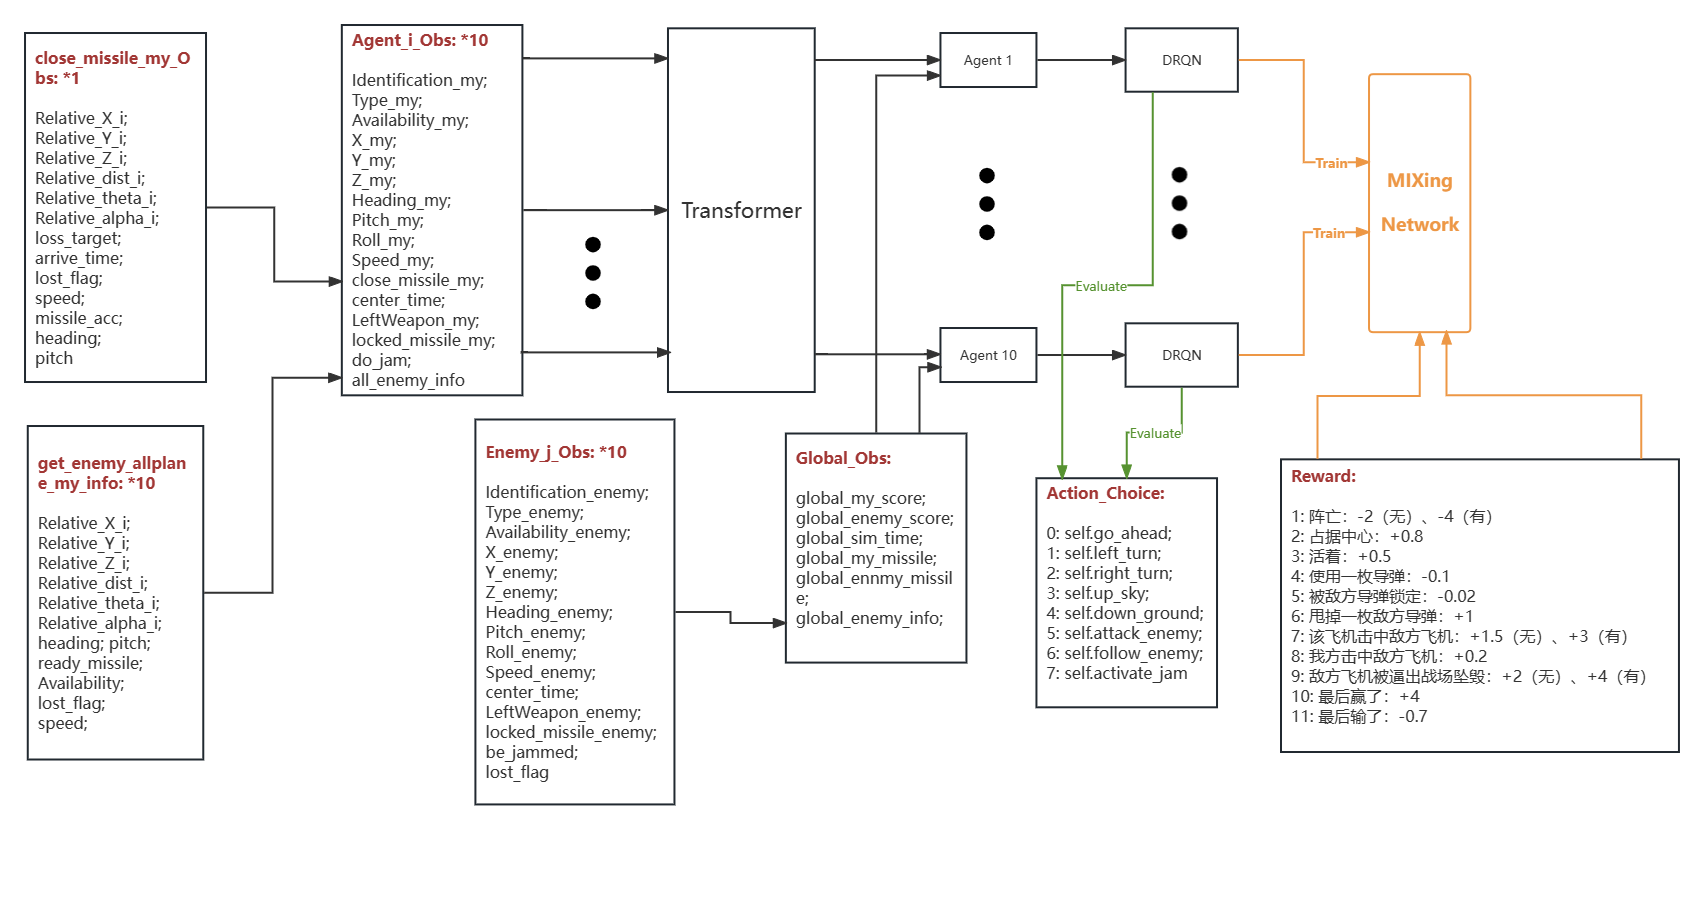 close_missile_my_O
bs: *1
Relative_X_i;
Relative_Y_i;
Relative_Z_i;
Relative_dist_i;
Relative_theta_i;
Relative_alpha_i;
loss_target;
arrive_time;
lost_flag;
speed;
missile_acc;
heading;
pitch
get_enemy_allplan
e_my_info: *10
Relative_X_i;
Relative_Y_i;
Relative_Z_i;
Relative_dist_i;
Relative_theta_i;
Relative_alpha_i;
heading; pitch;
ready_missile;
Availability;
lost_flag;
speed;
Agent_i_Obs: *10
Identification_my;
Type_my;
Availability_my;
X_my;
Y_my;
Z_my;
Heading_my;
Pitch_my;
Roll_my;
Speed_my;
close_missile_my;
center_time;
LeftWeapon_my;
locked_missile_my;
do_jam;
all_enemy_info
Enemy_j_Obs: *10
Identification_enemy;
Type_enemy;
Availability_enemy;
X_enemy;
Y_enemy;
Z_enemy;
Heading_enemy;
Pitch_enemy;
Roll_enemy;
Speed_enemy;
center_time;
LeftWeapon_enemy;
locked_missile_enemy;
be_jammed;
lost_flag
Transformer
Global_Obs:
global_my_score;
global_enemy_score;
global_sim_time;
global_my_missile;
global_ennmy_missil
e;
global_enemy_info;
Agent 1
DRQN
Agent 10
DRQN
Evaluate
Evaluate
Action_Choice:
0: self.go_ahead;
1: self.left_turn;
2: self.right_turn;
3: self.up_sky;
4: self.down_ground;
5: self.attack_enemy;
6: self.follow_enemy;
7: self.activate_jam
Train
Train
MIXing
Network
Reward:
1: 阵亡：-2（无）、-4（有）
2: 占据中心：+0.8
3: 活着：+0.5
4: 使用一枚导弹：-0.1
5: 被敌方导弹锁定：-0.02
6: 甩掉一枚敌方导弹：+1
7: 该飞机击中敌方飞机：+1.5（无）、+3（有）
8: 我方击中敌方飞机：+0.2
9: 敌方飞机被逼出战场坠毁：+2（无）、+4（有）
10: 最后赢了：+4
11: 最后输了：-0.7